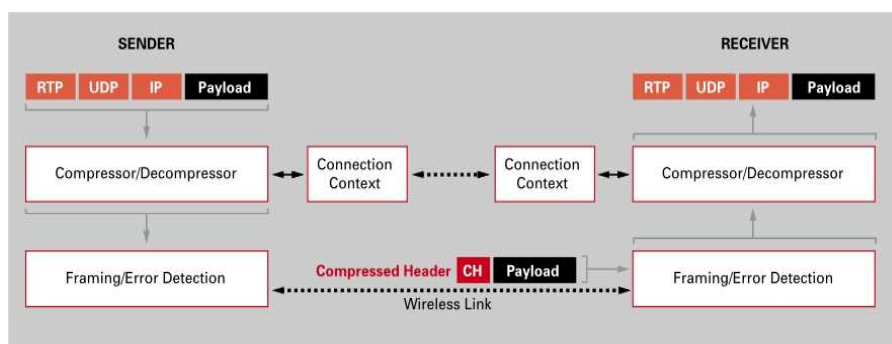 SENDER
RECEIVER
RTP UDP IP Payload
RTP UDP IP Payload
Compressor/Decompressor
Connection
Context
Connection
Context
Compressor/Decompressor
Framing/Error Detection
Compressed Header CH Payload
Wireless Link
Framing/Error Detection